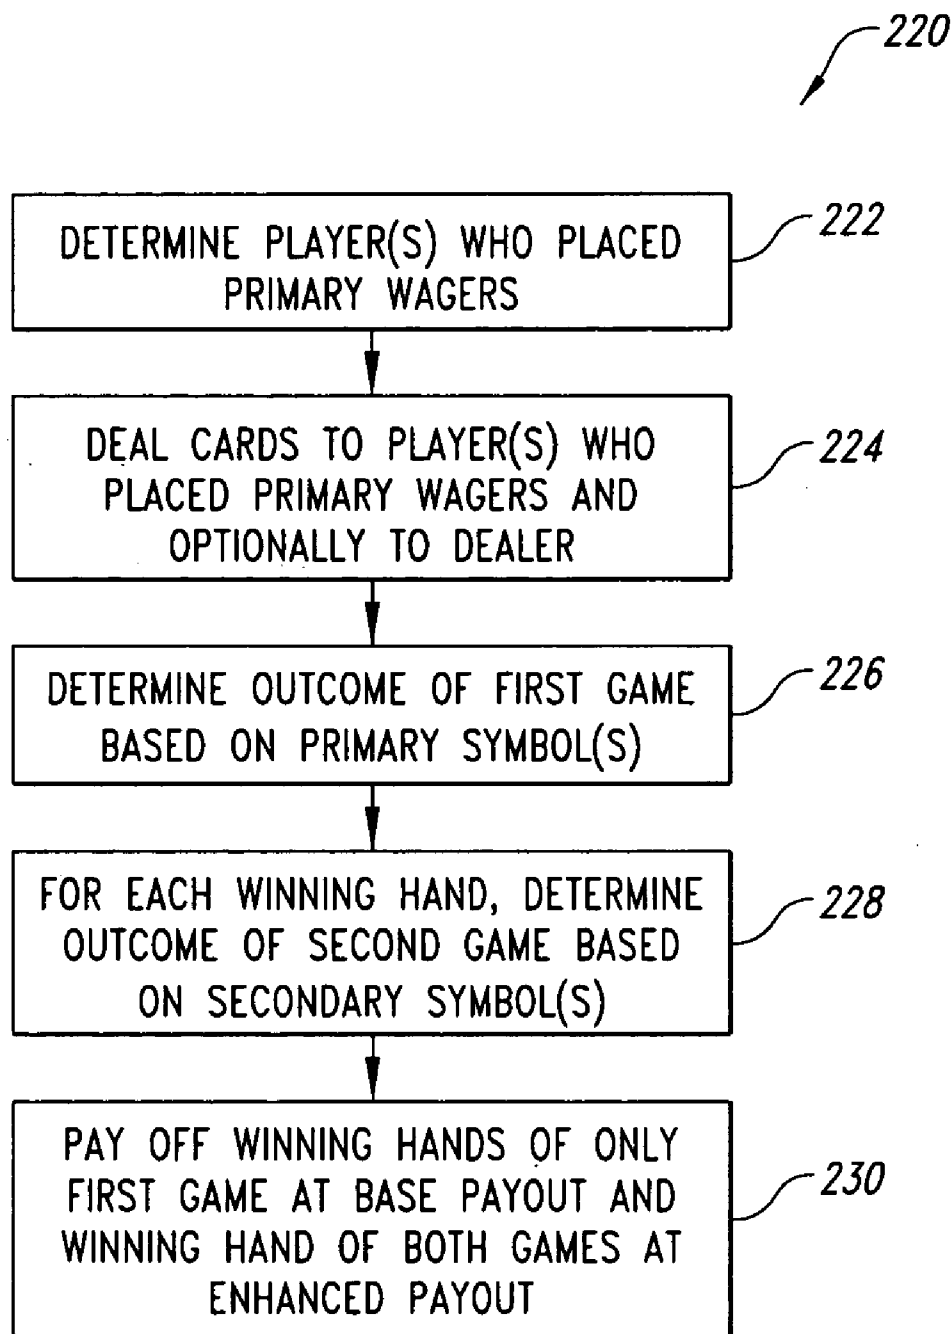 220
DETERMINE PLAYER(S) WHO PLACED
PRIMARY WAGERS
222
DEAL CARDS TO PLAYER(S) WHO
PLACED PRIMARY WAGERS AND
OPTIONALLY TO DEALER
224
DETERMINE OUTCOME OF FIRST GAME
BASED ON PRIMARY SYMBOL(S)
226
FOR EACH WINNING HAND, DETERMINE
OUTCOME OF SECOND GAME BASED
ON SECONDARY SYMBOL(S)
228
PAY OFF WINNING HANDS OF ONLY
FIRST GAME AT BASE PAYOUT AND
WINNING HAND OF BOTH GAMES AT
ENHANCED PAYOUT
230